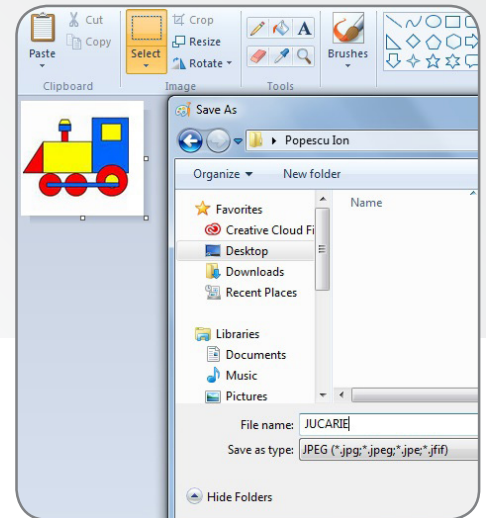 Cut
Copy
Paste
Clipboard
Select
Crop
Resize
Rotate
Image
A
Tools
Brushes
Save As
Popescu Ion
Organize
New folder
Favorites
Creative Cloud Fi
Desktop
Downloads
Recent Places
Libraries
Documents
Music
Pictures
Name
File name: JUCARIE
Save as type: JPEG (*.jpg;*.jpeg;*.jpe;*.jfif)
Hide Folders